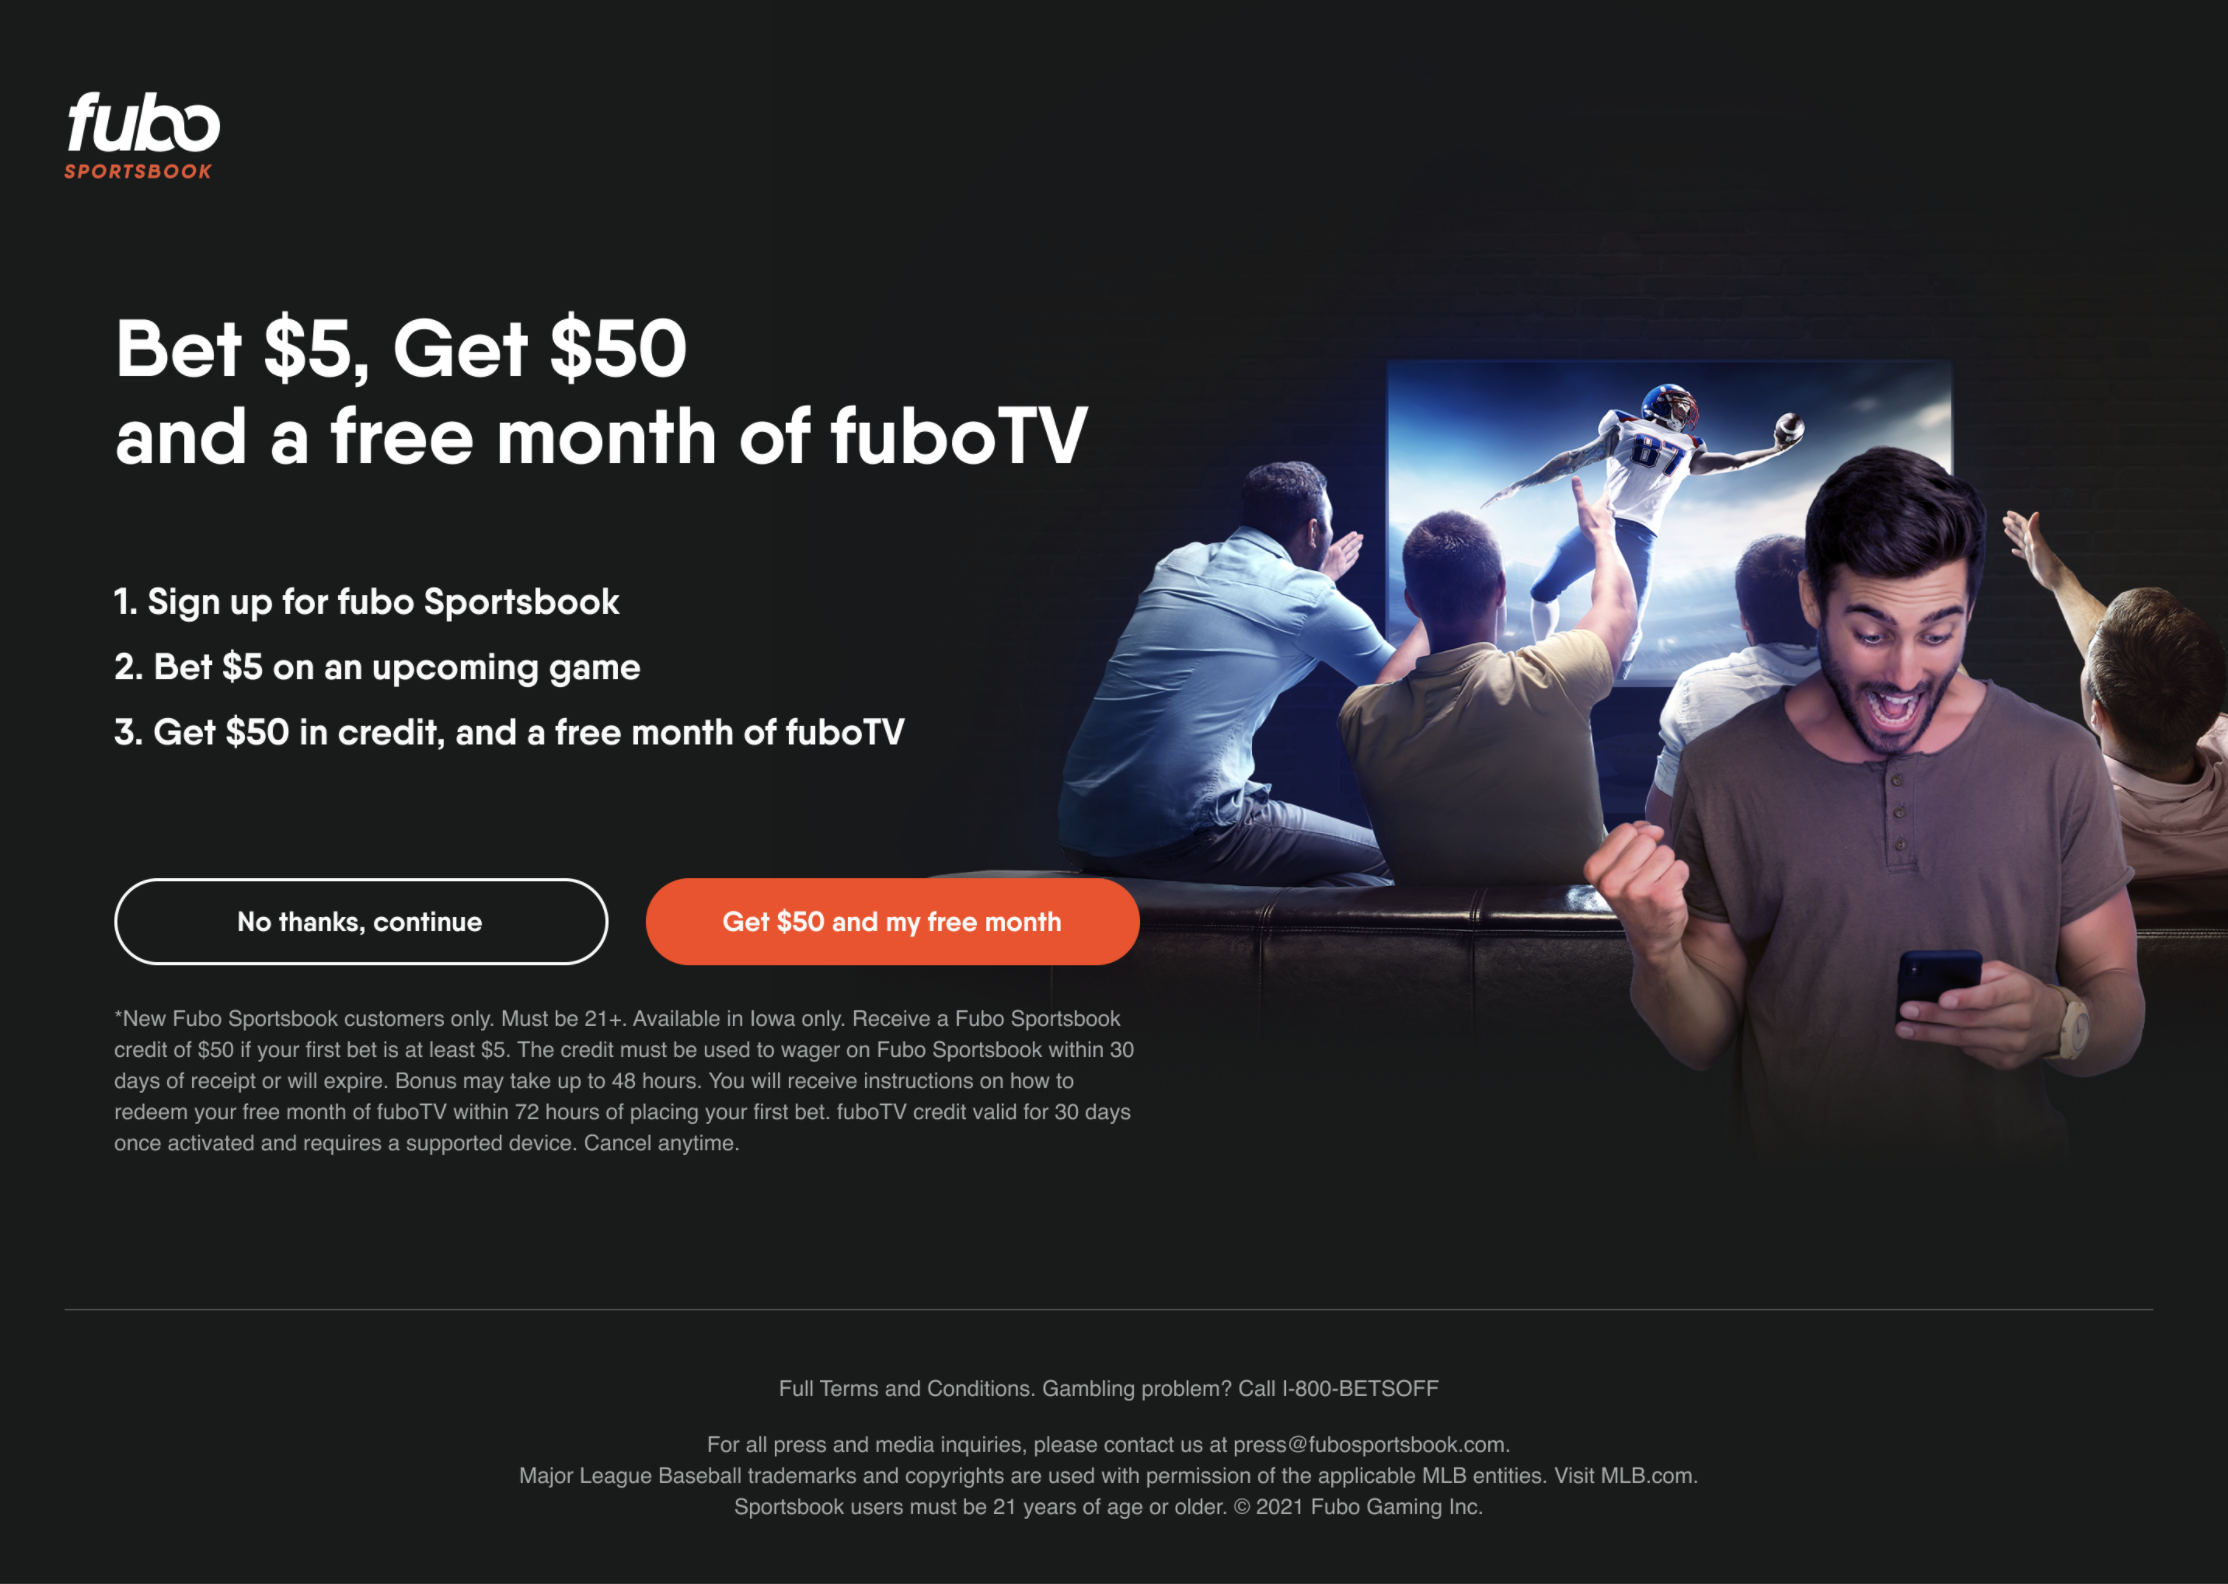 fubo
SPORTSBOOK
Bet $5, Get $50
and a free month of fuboTV
87
1. Sign up for fubo Sportsbook
2. Bet $5 on an upcoming game
3. Get $50 in credit, and a free month of fuboTV
No thanks, continue
Get $50 and my free month
*New Fubo Sportsbook customers only. Must be 21+. Available in Iowa only. Receive a Fubo Sportsbook
credit of $50 if your first bet is at least $5. The credit must be used to wager on Fubo Sportsbook within 30
days of receipt or will expire. Bonus may take up to 48 hours. You will receive instructions on how to
redeem your free month of fuboTV within 72 hours of placing your first bet. fuboTV credit valid for 30 days
once activated and requires a supported device. Cancel anytime.
Full Terms and Conditions. Gambling problem? Call I-800-BETSOFF
For all press and media inquiries, please contact us at press@fubosportsbook.com.
Major League Baseball trademarks and copyrights are used with permission of the applicable MLB entities. Visit MLB.com.
Sportsbook users must be 21 years of age or older. © 2021 Fubo Gaming Inc.